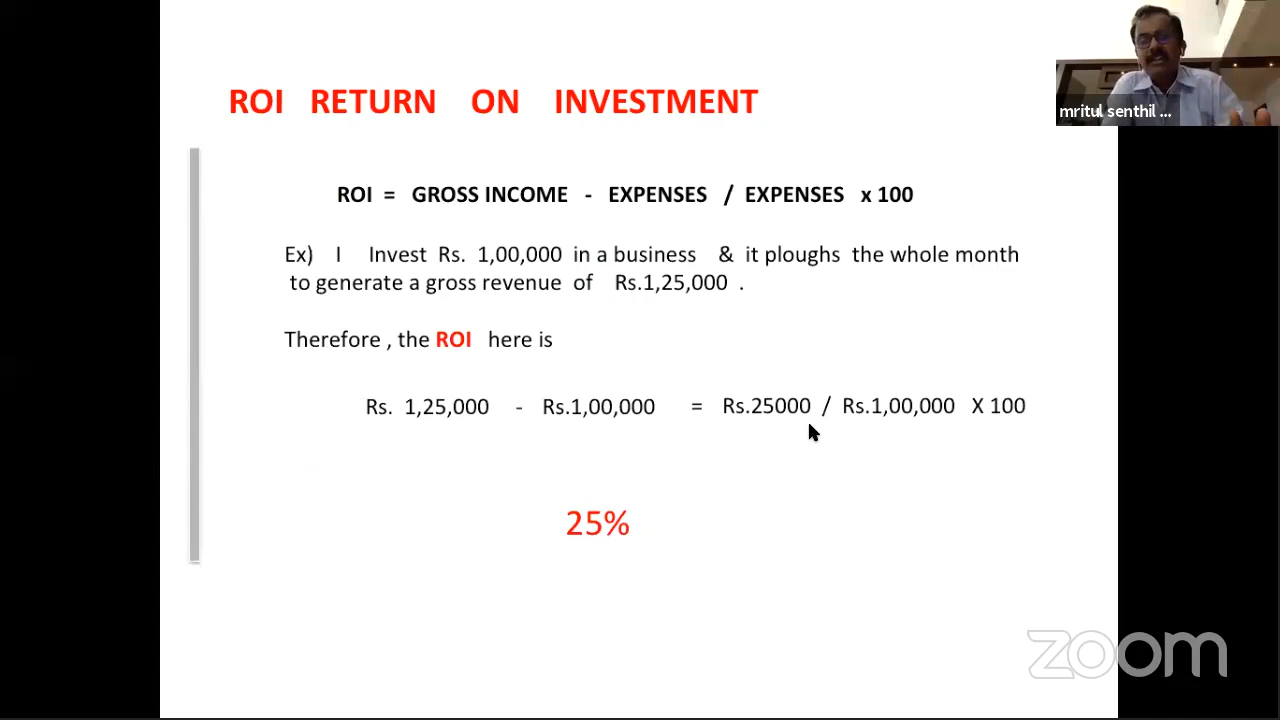 ROI RETURN ON INVESTMENT
mritul senthil ...
ROI = GROSS INCOME - EXPENSES / EXPENSES x 100
Ex) I Invest Rs. 1,00,000 in a business & it ploughs the whole month
to generate a gross revenue of Rs.1,25,000 .
Therefore , the ROI here is
Rs. 1,25,000 - Rs.1,00,000 = Rs.25000 / Rs.1,00,000 X 100
25%
zoom